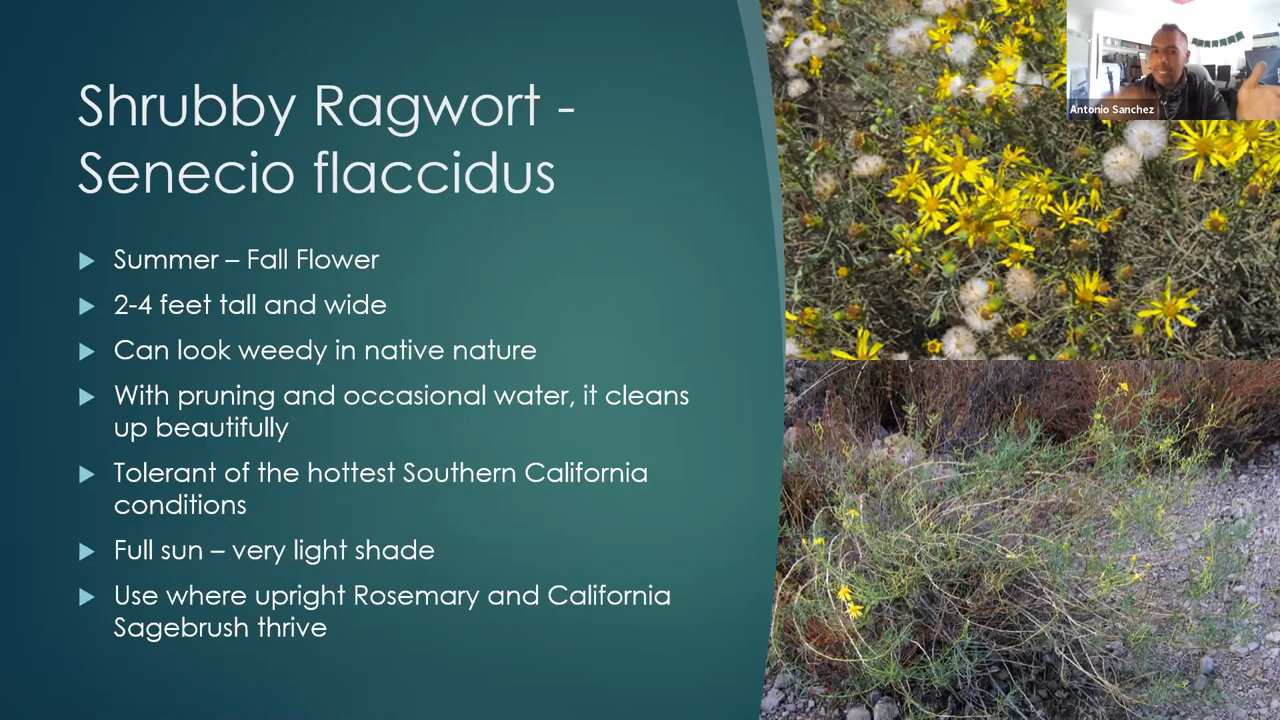 Shrubby Ragwort -
Senecio flaccidus
Summer – Fall Flower
2-4 feet tall and wide
Can look weedy in native nature
With pruning and occasional water, it cleans
up beautifully
Tolerant of the hottest Southern California
conditions
Full sun – very light shade
Use where upright Rosemary and California
Sagebrush thrive
Antonio Sanchez